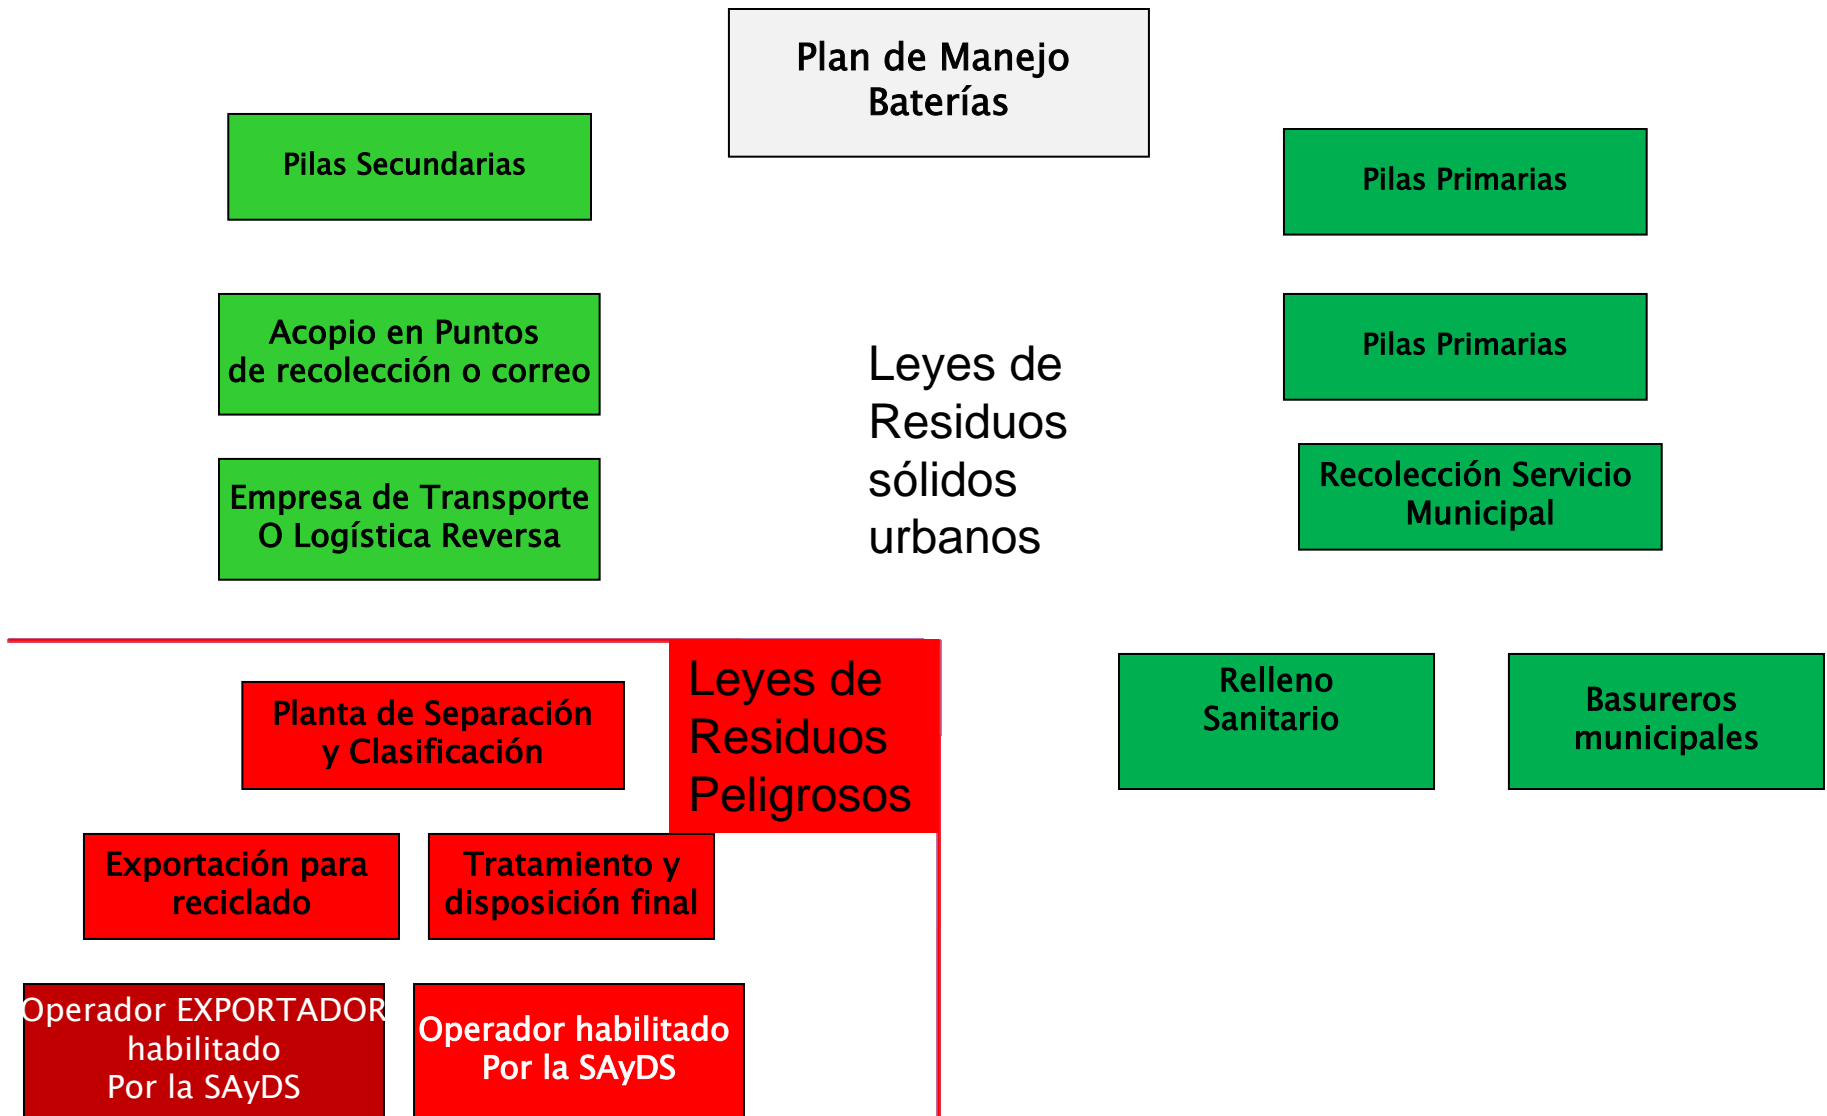 Plan de Manejo
Baterías
Pilas Secundarias
Pilas Primarias
Acopio en Puntos
de recolección o correo
Pilas Primarias
Leyes de
Residuos
sólidos
urbanos
Empresa de Transporte
O Logística Reversa
Recolección Servicio
Municipal
Leyes de
Residuos
Peligrosos
Planta de Separación
y Clasificación
Relleno
Sanitario
Basureros
municipales
Exportación para
reciclado
Tratamiento y
disposición final
Operador EXPORTADOR
habilitado
Por la SAyDS
Operador habilitado
Por la SAyDS